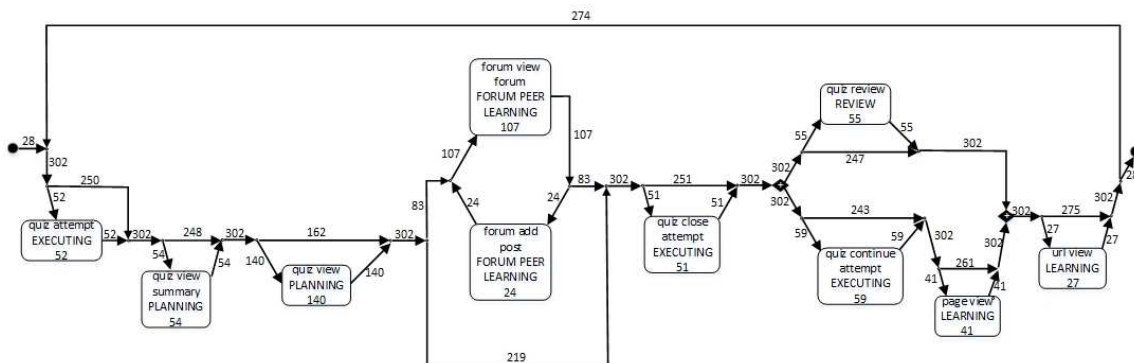 274
28
302
250
52
quiz attempt
EXECUTING
52
52
302
248
54
54
quiz view
summary
PLANNING
54
302
162
140
140
quiz view
PLANNING
140
302
83
219
107
forum view
forum
FORUM PEER
LEARNING
107
107
24
24
forum add
post
FORUM PEER
LEARNING
24
83
302
251
51
51
quiz close
attempt
EXECUTING
51
302
302
302
55
quiz review
REVIEW
55
55
247
302
243
59
59
quiz continue
attempt
EXECUTING
59
302
261
41
41
page view
LEARNING
41
302
302
275
27
27
url view
LEARNING
27
302
28